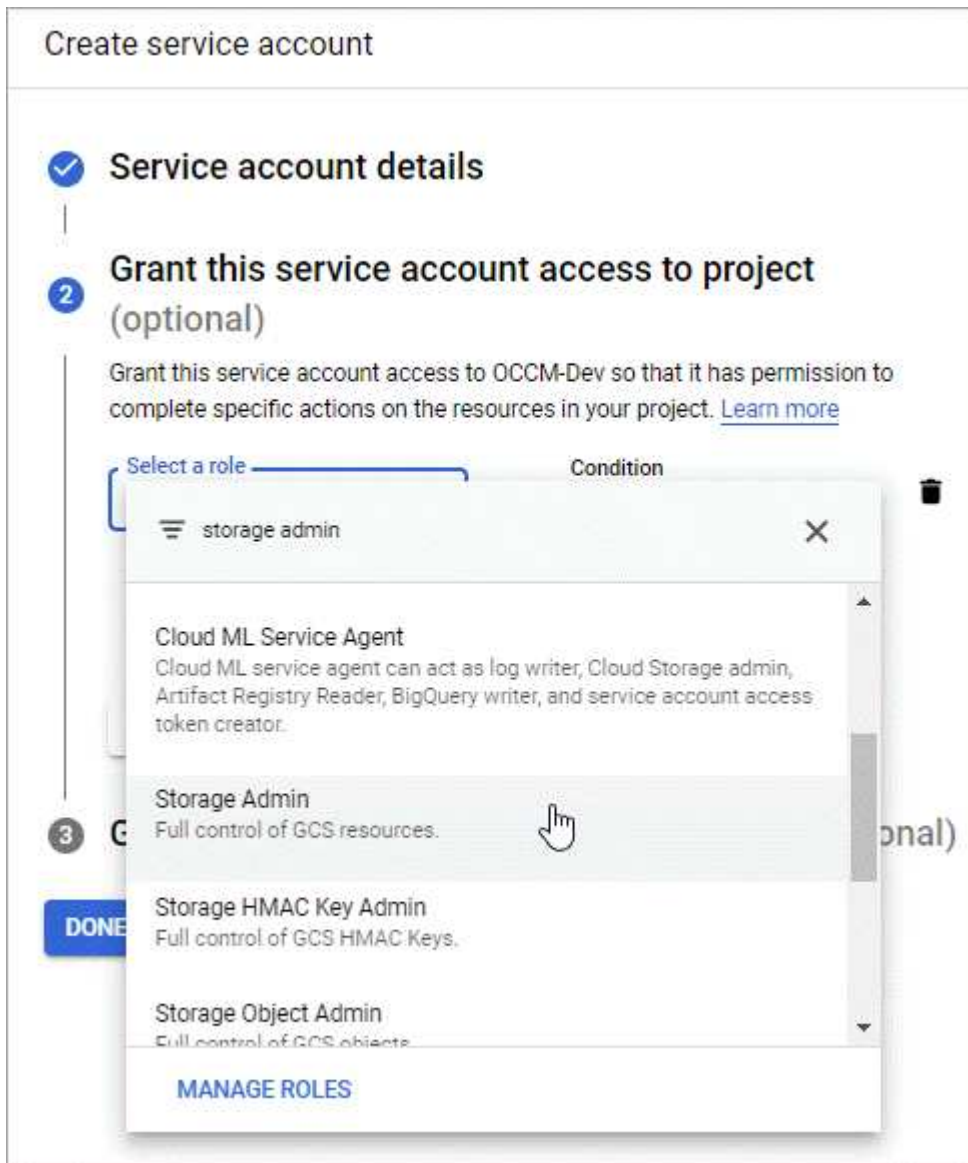 Create service account
Service account details
2
Grant this service account access to project
(optional)
Grant this service account access to OCCM-Dev so that it has permission to
complete specific actions on the resources in your project. Learn more
Select a role
Condition
storage admin
Cloud ML Service Agent
Cloud ML service agent can act as log writer, Cloud Storage admin,
Artifact Registry Reader, BigQuery writer, and service account access
token creator.
Storage Admin
Full control of GCS resources.
3
G
onal)
Storage HMAC Key Admin
Full control of GCS HMAC Keys.
DONE
Storage Object Admin
Full control of GCS objects
MANAGE ROLES